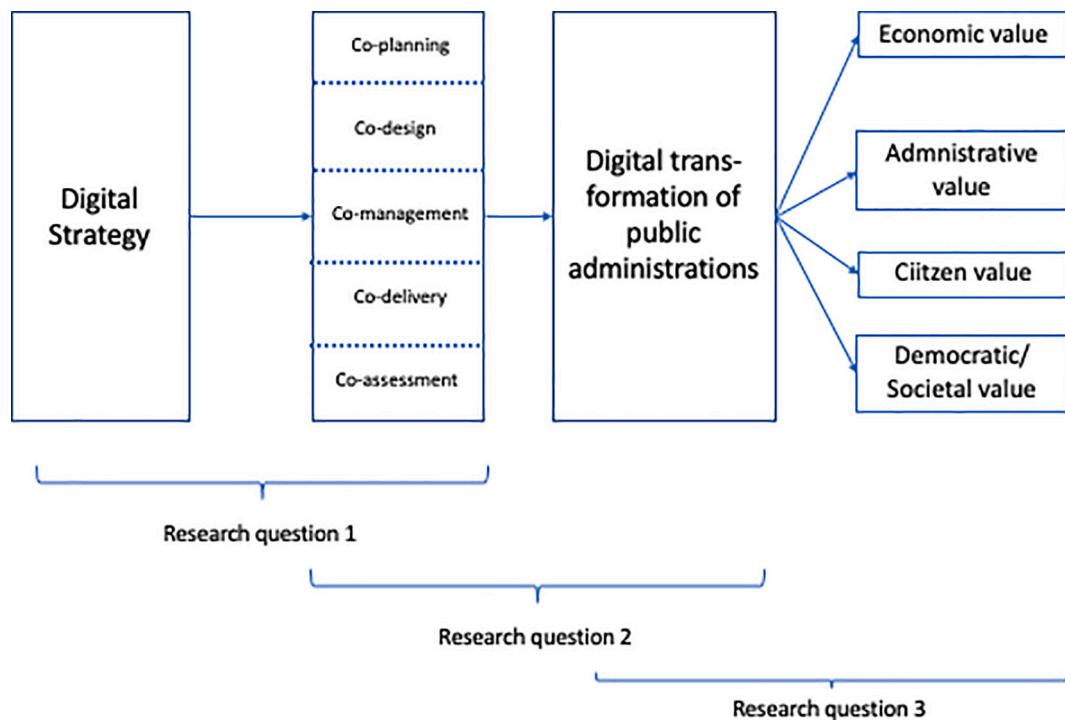 Digital
Strategy
Co-planning
Co-design
Co-management
Co-delivery
Co-assessment
Digital trans-
formation of
public
administrations
Economic value
Admnistrative
value
Ciitzen value
Democratic/
Societal value
Research question 1
Research question 2
Research question 3